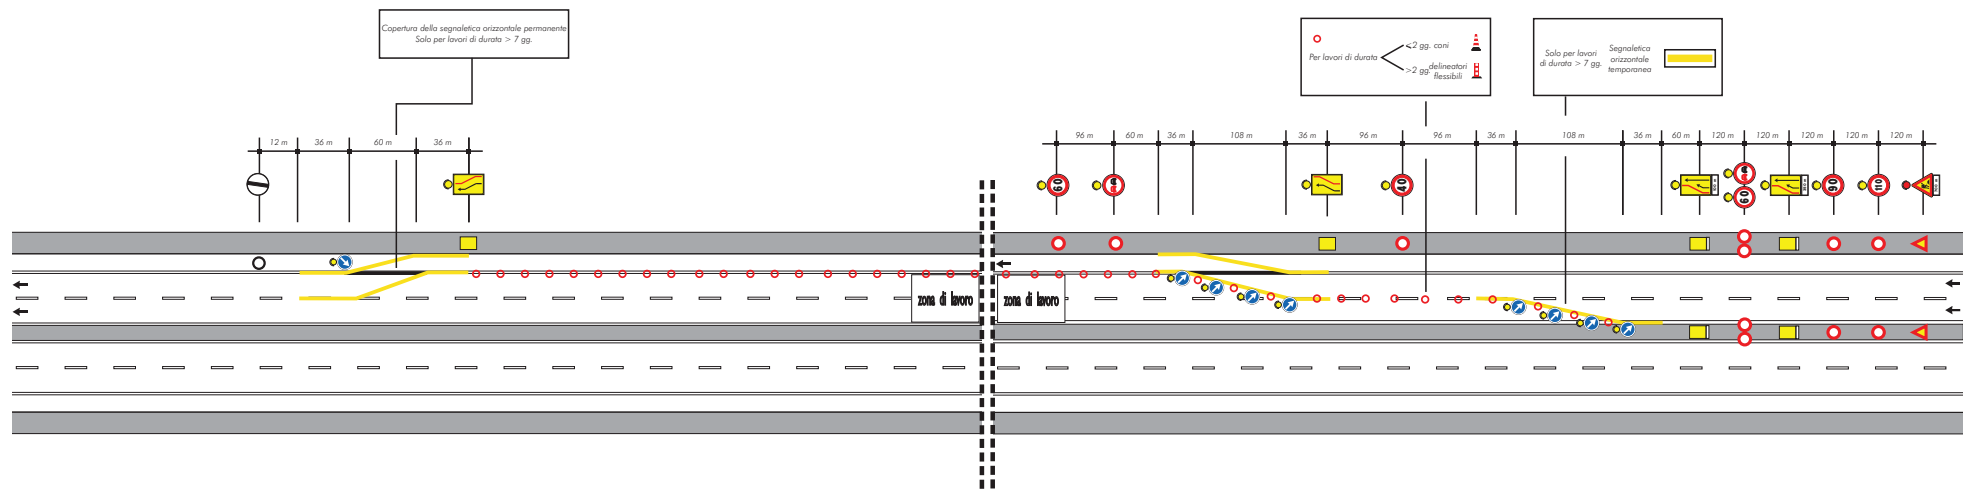 Copertura della segnaletica orizzontale permanente
Solo per lavori di durata > 7 gg.
Per lavori di durata
<2 gg. coni
>2 gg. delineatori
flessibili
Solo per lavori
di durata > 7 gg.
Segnaletica
orizzontale
temporanea
12 m 36 m 60 m 36 m
96 m 60 m 36 m 108 m 36 m 96 m 96 m 36 m 108 m 36 m 60 m 120 m 120 m 120 m 120 m 120 m
60
40
60
90
110
zona di lavoro
zona di lavoro